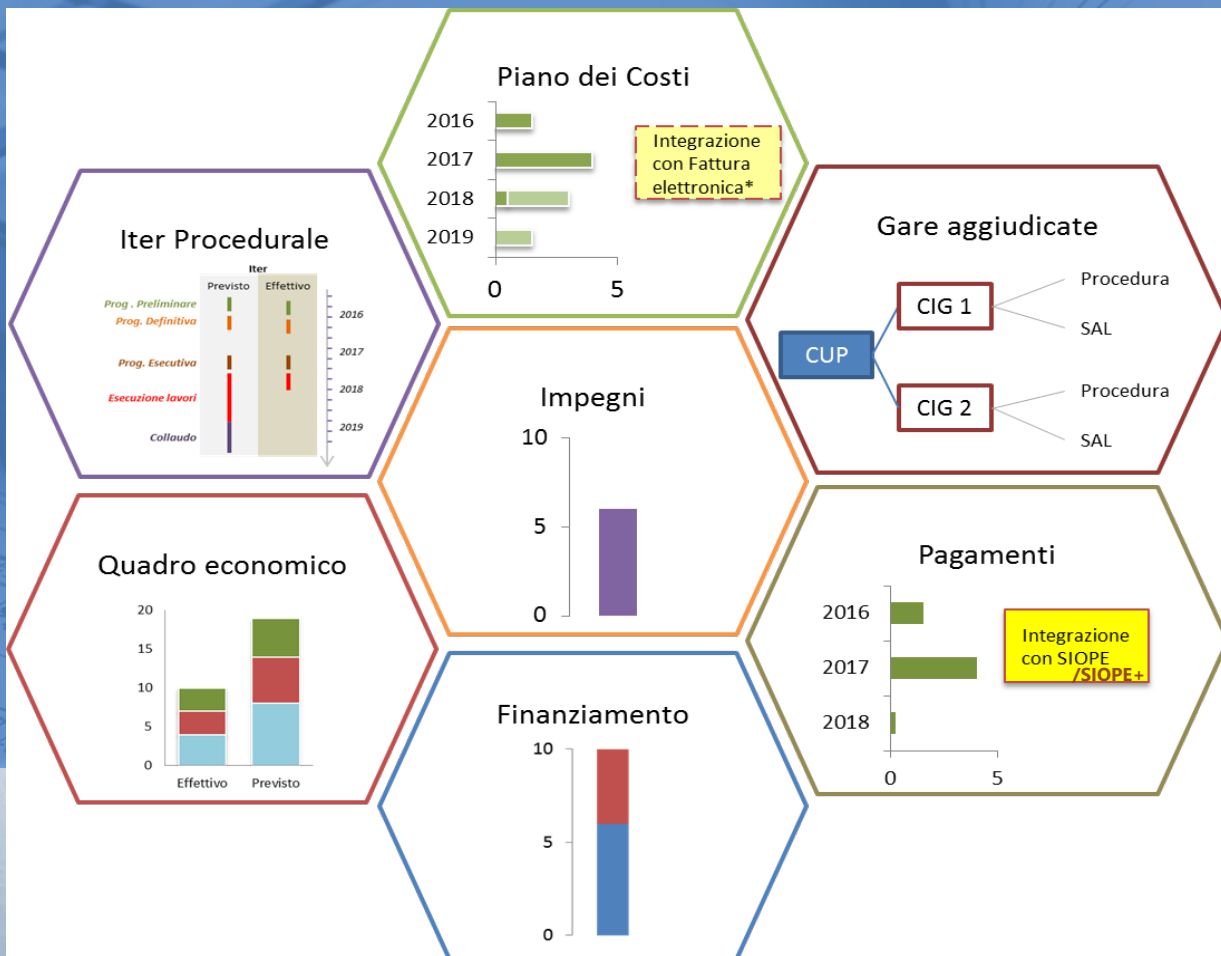 Piano dei Costi
2016
2017
2018
2019
0 5
Integrazione
con Fattura
elettronica*
Iter Procedurale
Iter
Previsto Effettivo
Prog . Preliminare
Prog. Definitiva
Prog. Esecutiva
Esecuzione lavori
Collaudo
2016
2017
2018
2019
Gare aggiudicate
CUP
CIG 1
Procedura
SAL
CIG 2
Procedura
SAL
Impegni
10
5
0
Quadro economico
20
15
10
5
0
Effettivo Previsto
Pagamenti
2016
2017
2018
0 5
Integrazione
con SIOPE
/SIOPE+
Finanziamento
10
5
0